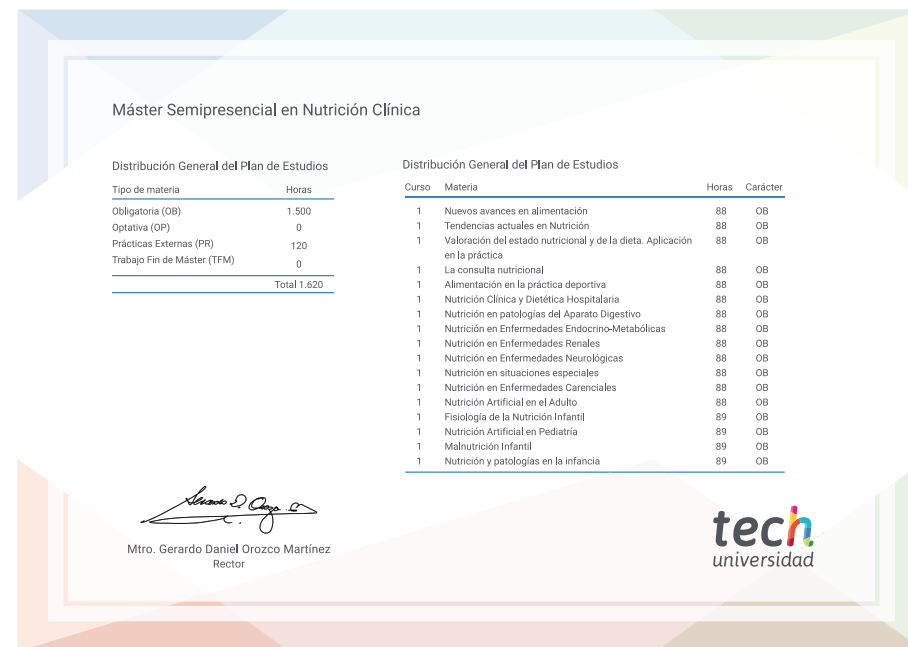 Máster Semipresencial en Nutrición Clínica
Distribución General del Plan de Estudios
Tipo de materia Horas
Obligatoria (OB) 1.500
Optativa (OP) 0
Prácticas Externas (PR) 120
Trabajo Fin de Máster (TFM) 0
Total 1.620
Distribución General del Plan de Estudios
Curso Materia Horas Carácter
1 Nuevos avances en alimentación 88 OB
1 Tendencias actuales en Nutrición 88 OB
1 Valoración del estado nutricional y de la dieta. Aplicación 88 OB
en la práctica
1 La consulta nutricional 88 OB
1 Alimentación en la práctica deportiva 88 OB
1 Nutrición Clínica y Dietética Hospitalaria 88 OB
1 Nutrición en patologías del Aparato Digestivo 88 OB
1 Nutrición en Enfermedades Endocrino-Metabólicas 88 OB
1 Nutrición en Enfermedades Renales 88 OB
1 Nutrición en Enfermedades Neurológicas 88 OB
1 Nutrición en situaciones especiales 88 OB
1 Nutrición en Enfermedades Carenciales 88 OB
1 Nutrición Artificial en el Adulto 88 OB
1 Fisiología de la Nutrición Infantil 89 OB
1 Nutrición Artificial en Pediatría 89 OB
1 Malnutrición Infantil 89 OB
1 Nutrición y patologías en la infancia 89 OB
Mtro. Gerardo Daniel Orozco Martínez
Rector
tech
universidad